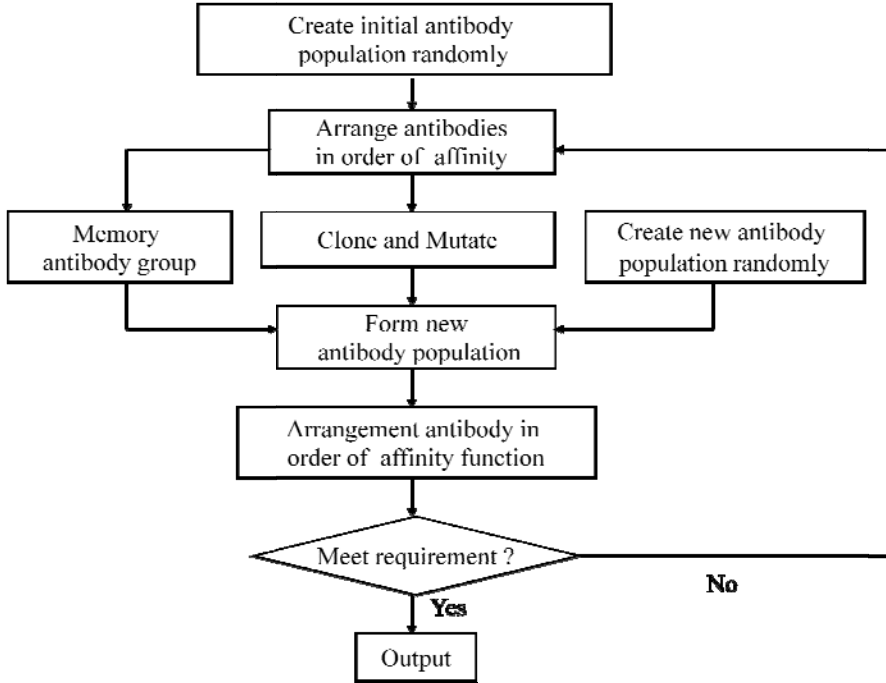 Create initial antibody
population randomly
Arrange antibodies
in order of affinity
Memory
antibody group
Clone and Mutate
Create new antibody
population randomly
Form new
antibody population
Arrangement antibody in
order of affinity function
Meet requirement ?
No
Yes
Output